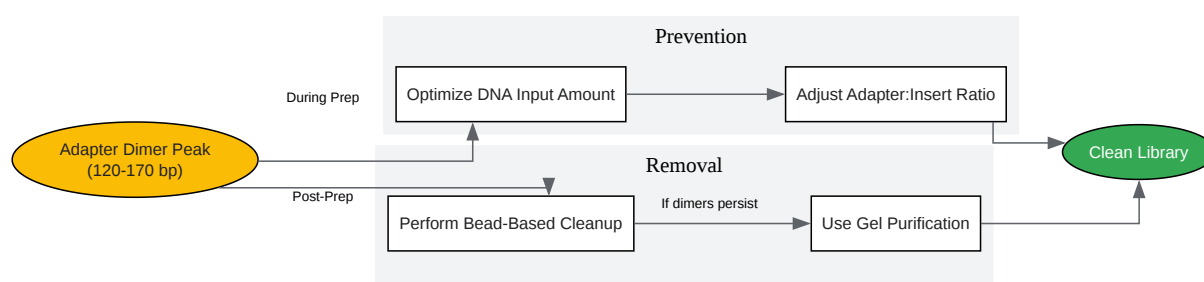 Prevention
During Prep
Optimize DNA Input Amount
Adjust Adapter:Insert Ratio
Adapter Dimer Peak
(120-170 bp)
Clean Library
Removal
Post-Prep
If dimers persist
Perform Bead-Based Cleanup
Use Gel Purification